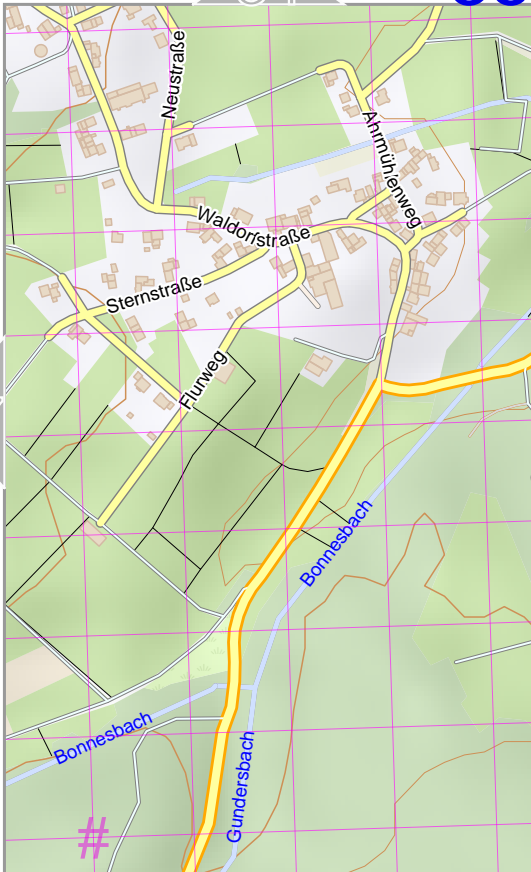 Neustraße
Ahrmühlenweg
Waldorfstraße
Sternstraße
Flurweg
Bonnesbach
Bonnesbach
Gundersbach
#